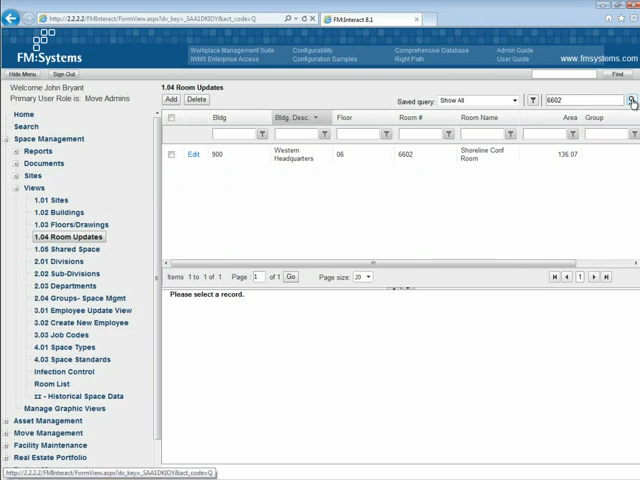 http://2.2.2.2/FMInteract/FormView.aspx?dv_key=_SAA1DKIOY&act_code=Q
FM:Interact 8.1
FM:Systems
Workplace Management Suite
Configurability
Comprehensive Database
Admin Guide
IWMS Enterprise Access
Configuration Samples
Right Path
User Guide
www.fmsystems.com
Hide Menu
Sign Out
Find
Welcome John Bryant
Primary User Role is: Move Admins
Home
Search
Space Management
Reports
Documents
Sites
Views
1.01 Sites
1.02 Buildings
1.03 Floors/Drawings
1.04 Room Updates
1.05 Shared Space
2.01 Divisions
2.02 Sub-Divisions
2.03 Departments
2.04 Groups- Space Mgmt
3.01 Employee Update View
3.02 Create New Employee
3.03 Job Codes
4.01 Space Types
4.03 Space Standards
Infection Control
Room List
zz - Historical Space Data
Manage Graphic Views
Asset Management
Move Management
Facility Maintenance
Real Estate Portfolio
1.04 Room Updates
Add
Delete
Saved query:
Show All
6602
Bldg
Bldg. Desc.
Floor
Room #
Room Name
Area
Group
Edit
900
Western Headquarters
06
6602
Shoreline Conf Room
136.07
Items 1 to 1 of 1
Page:
1
of 1
Go
Page size:
20
1
Please select a record.
http://2.2.2.2/FMInteract/FormView.aspx?dv_key=_SAA1DKIOY&act_code=Q